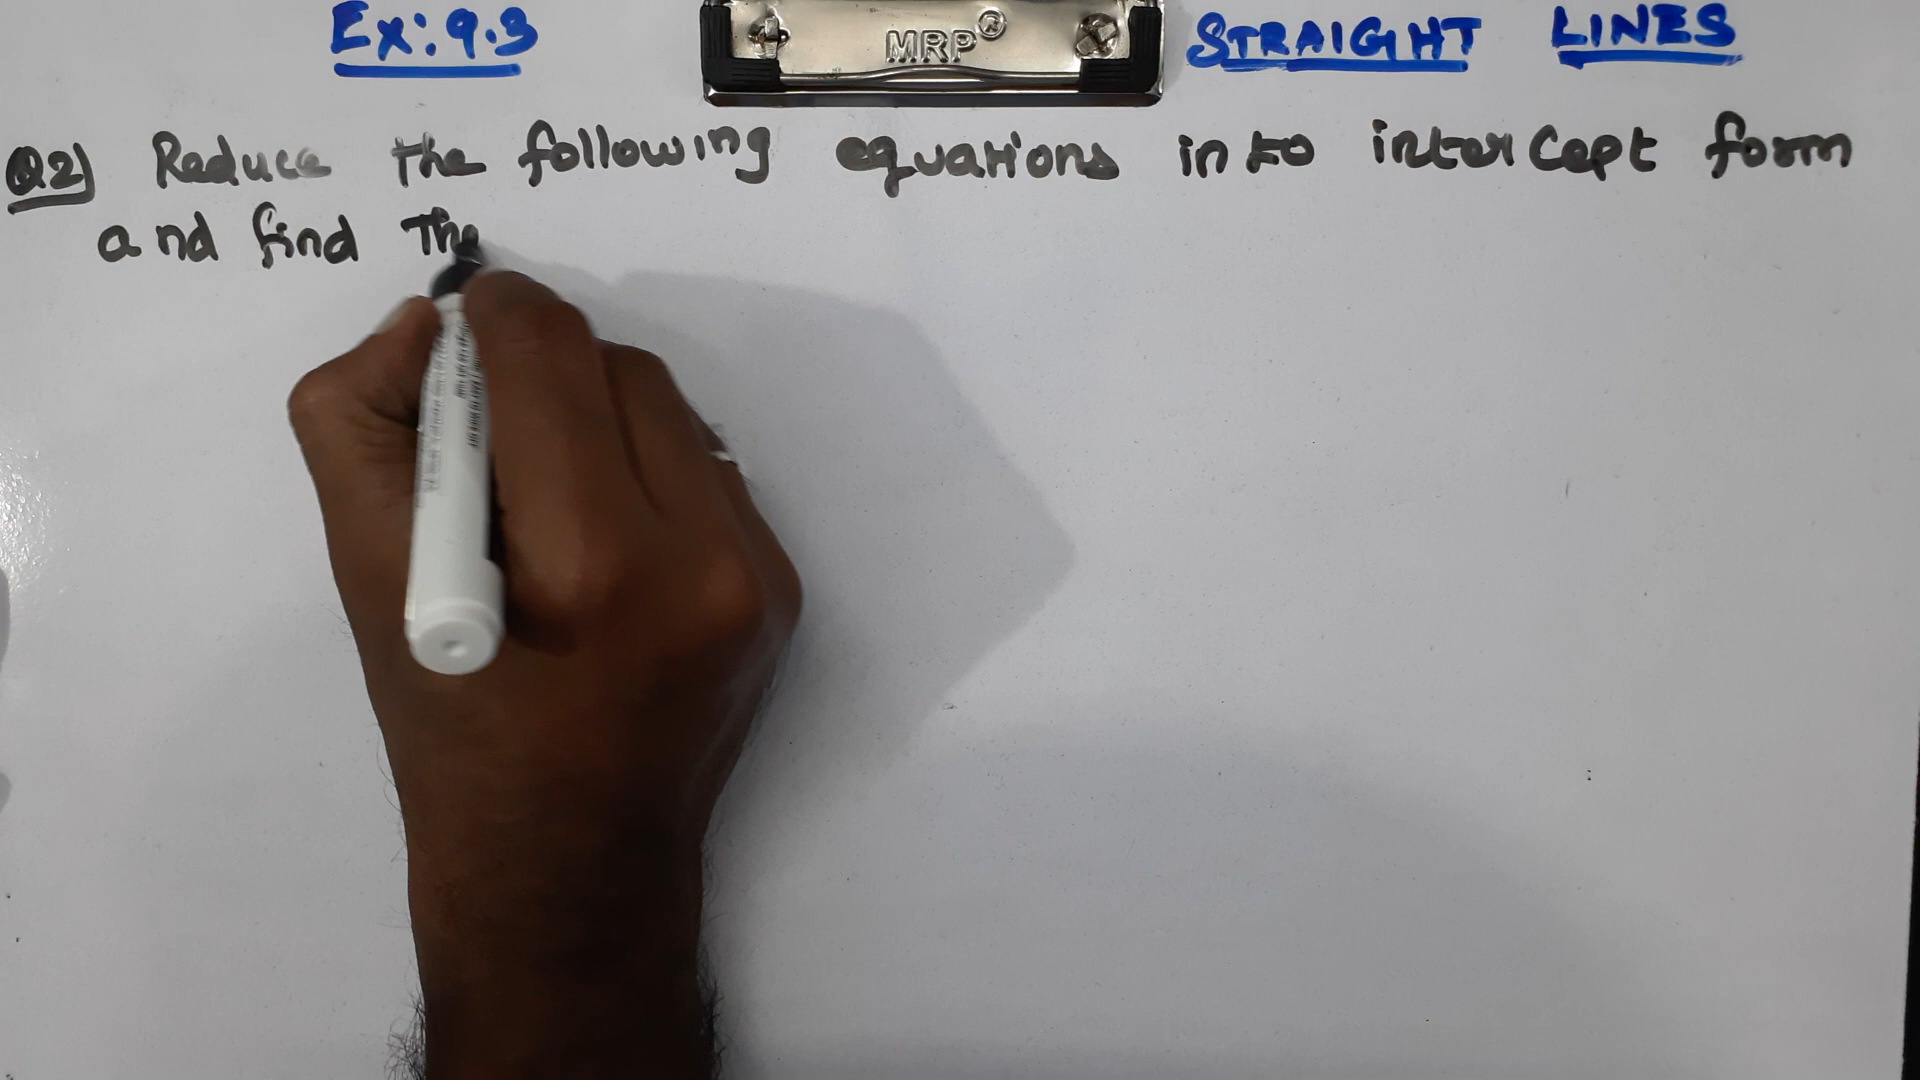 Ex: 9.3
MRP®
STRAIGHT LINES
Q2) Reduce the following equations into intercept form
and find The